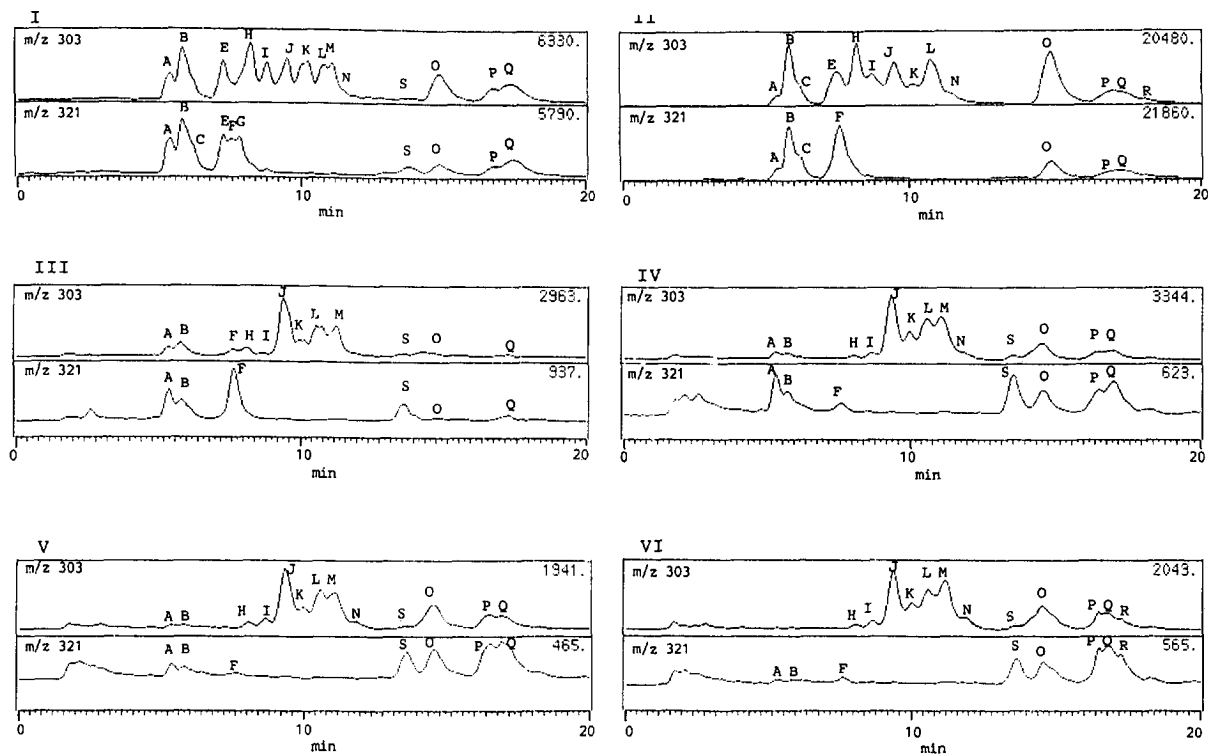 I
m/z 303 A B E H I J K L M N S O P Q 6330.
m/z 321 A B C E F G S O P Q 5790.
0 10 20
min
II
m/z 303 A B C E H I J K L N O P Q R 20480.
m/z 321 A B C F O P Q 21860.
0 10 20
min
III
m/z 303 A B F H I J K L M S O Q 2963.
m/z 321 A B F S O Q 937.
0 10 20
min
IV
m/z 303 A B H I J K L M N S O P Q 3344.
m/z 321 A B F S O P Q 623.
0 10 20
min
V
m/z 303 A B H I J K L M N S O P Q 1941.
m/z 321 A B F S O P Q 465.
0 10 20
min
VI
m/z 303 H I J K L M N S O P Q R 2043.
m/z 321 A B F S O P Q R 565.
0 10 20
min